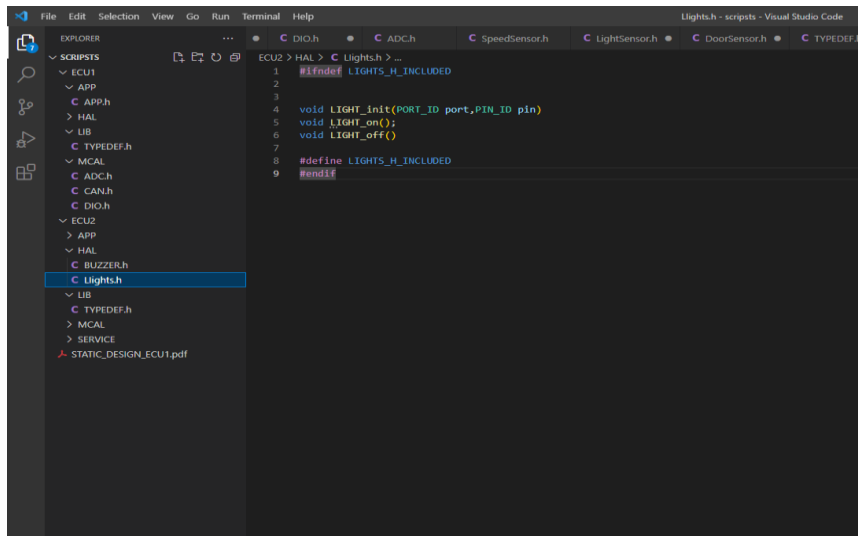 File Edit Selection View Go Run Terminal Help Llights.h - scripsts - Visual Studio Code
EXPLORER ... DIO.h ADC.h SpeedSensor.h LightSensor.h DoorSensor.h TYPEDEF.
SCRIPSTS
ECU1
APP
C APP.h
HAL
LIB
C TYPEDEF.h
MCAL
C ADC.h
C CAN.h
C DIO.h
ECU2
APP
HAL
C BUZZER.h
C Llights.h
LIB
C TYPEDEF.h
MCAL
SERVICE
STATIC_DESIGN_ECU1.pdf
7
ECU2 > HAL > C Llights.h > ...
1 #ifndef LIGHTS_H_INCLUDED
2
3
4 void LIGHT_init(PORT_ID port,PIN_ID pin)
5 void LIGHT_on();
6 void LIGHT_off()
7
8 #define LIGHTS_H_INCLUDED
9 #endif